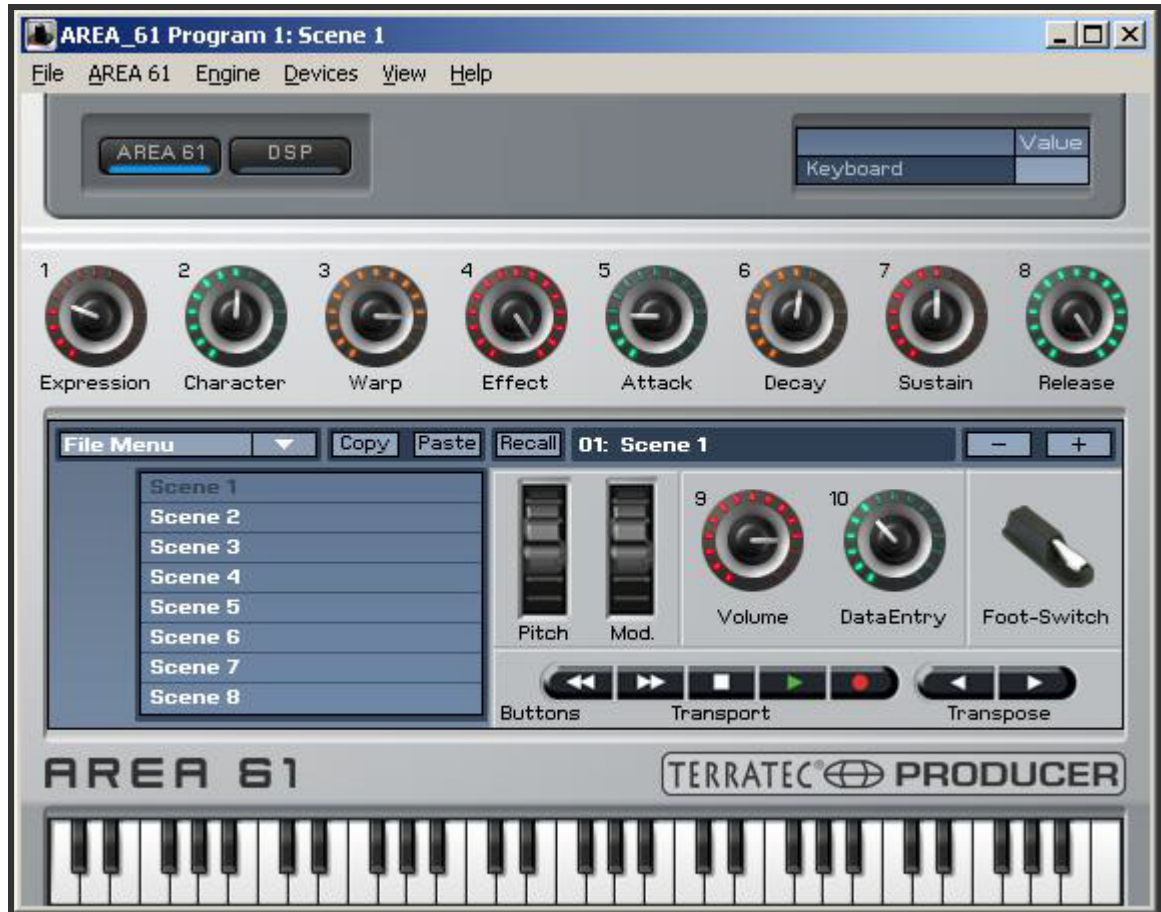 AREA_61 Program 1: Scene 1
File AREA 61 Engine Devices View Help
AREA 61 DSP
Value
Keyboard
1 2 3 4 5 6 7 8
Expression Character Warp Effect Attack Decay Sustain Release
File Menu Copy Paste Recall 01: Scene 1 - +
Scene 1
Scene 2
Scene 3
Scene 4
Scene 5
Scene 6
Scene 7
Scene 8
9 10
Pitch Mod. Volume DataEntry Foot-Switch
Buttons Transport Transpose
AREA 61 TERRATEC® PRODUCER